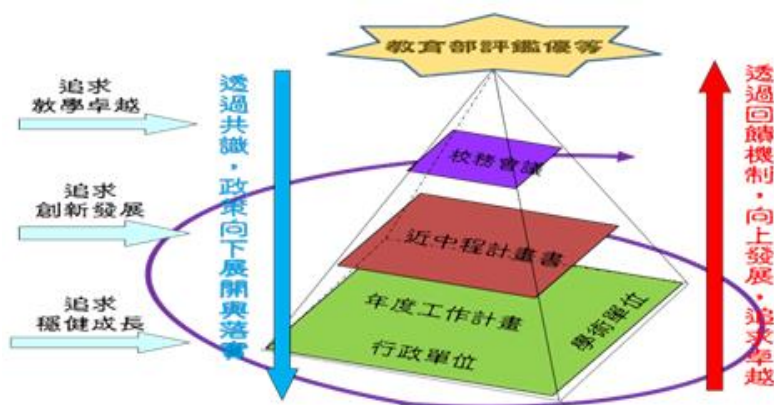 教育部評鑑優等
追求
教學卓越
追求
創新發展
追求
穩健成長
透過共識，政策向下展開與落實
校務會議
近中程計畫書
年度工作計畫
行政單位
學術單位
透過回饋機制，向上發展，追求卓越